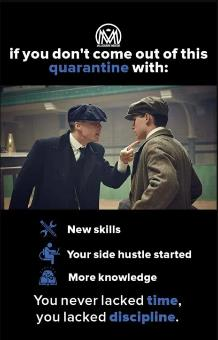 if you don't come out of this
quarantine with:
New skills
Your side hustle started
More knowledge
You never lacked time,
you lacked discipline.